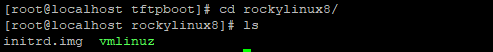 [root@localhost tftpboot]# cd rockylinux8/
[root@localhost rockylinux8]# ls
initrd.img  vmlinuz